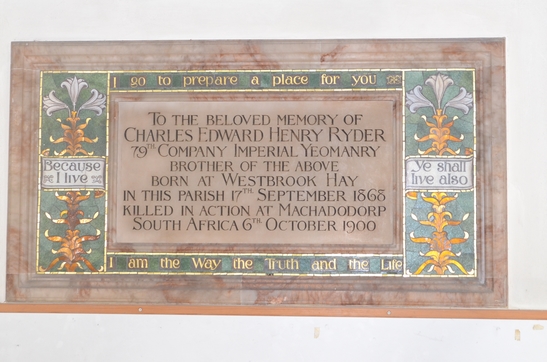 I go to prepare a place for you
TO THE BELOVED MEMORY OF
CHARLES EDWARD HENRY RYDER
79TH COMPANY IMPERIAL YEOMANRY
BROTHER OF THE ABOVE
BORN AT WESTBROOK HAY
IN THIS PARISH 17TH SEPTEMBER 1868
KILLED IN ACTION AT MACHADODORP
SOUTH AFRICA 6TH OCTOBER 1900
Because
I live
Ye shall
live also
I am the Way the Truth and the Life